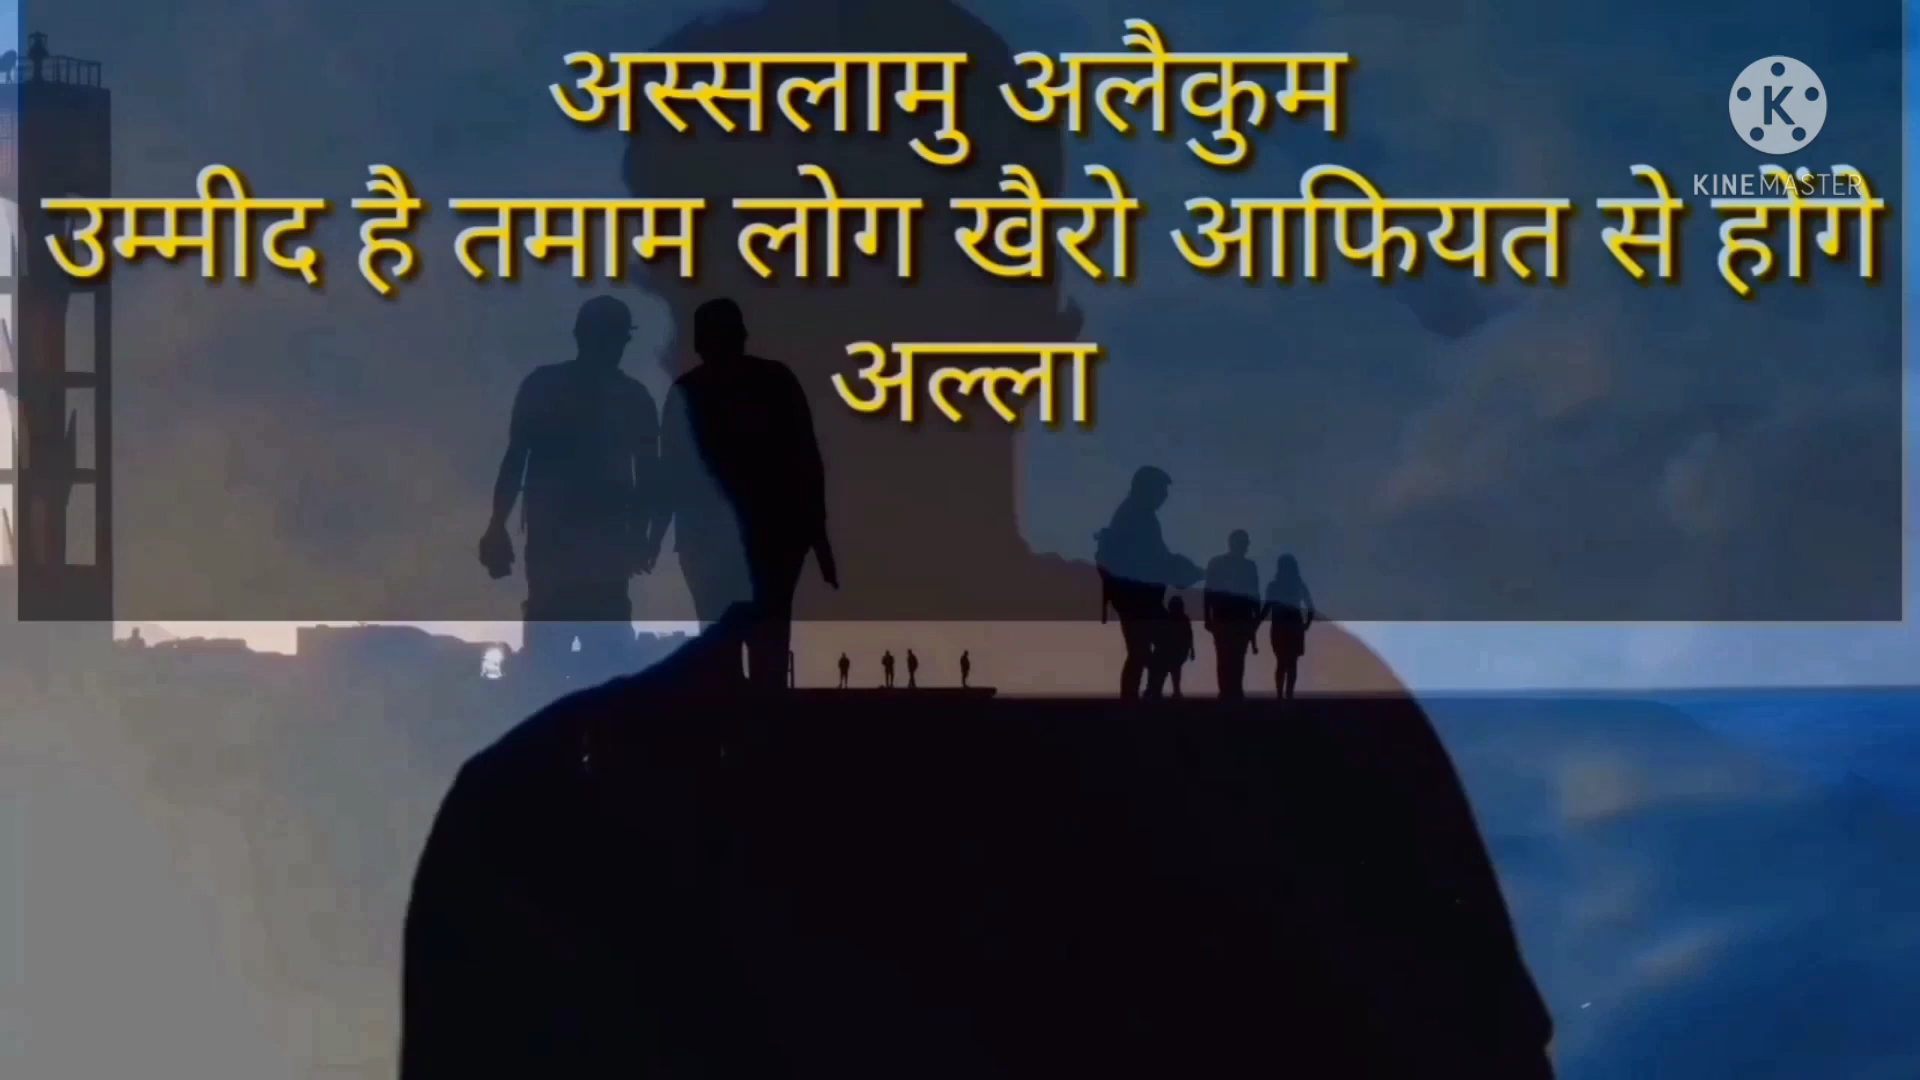 अस्सलामु अलैकुम
उम्मीद है तमाम लोग खैरो आफियत से होंगे
अल्ला
K
KINEMASTER